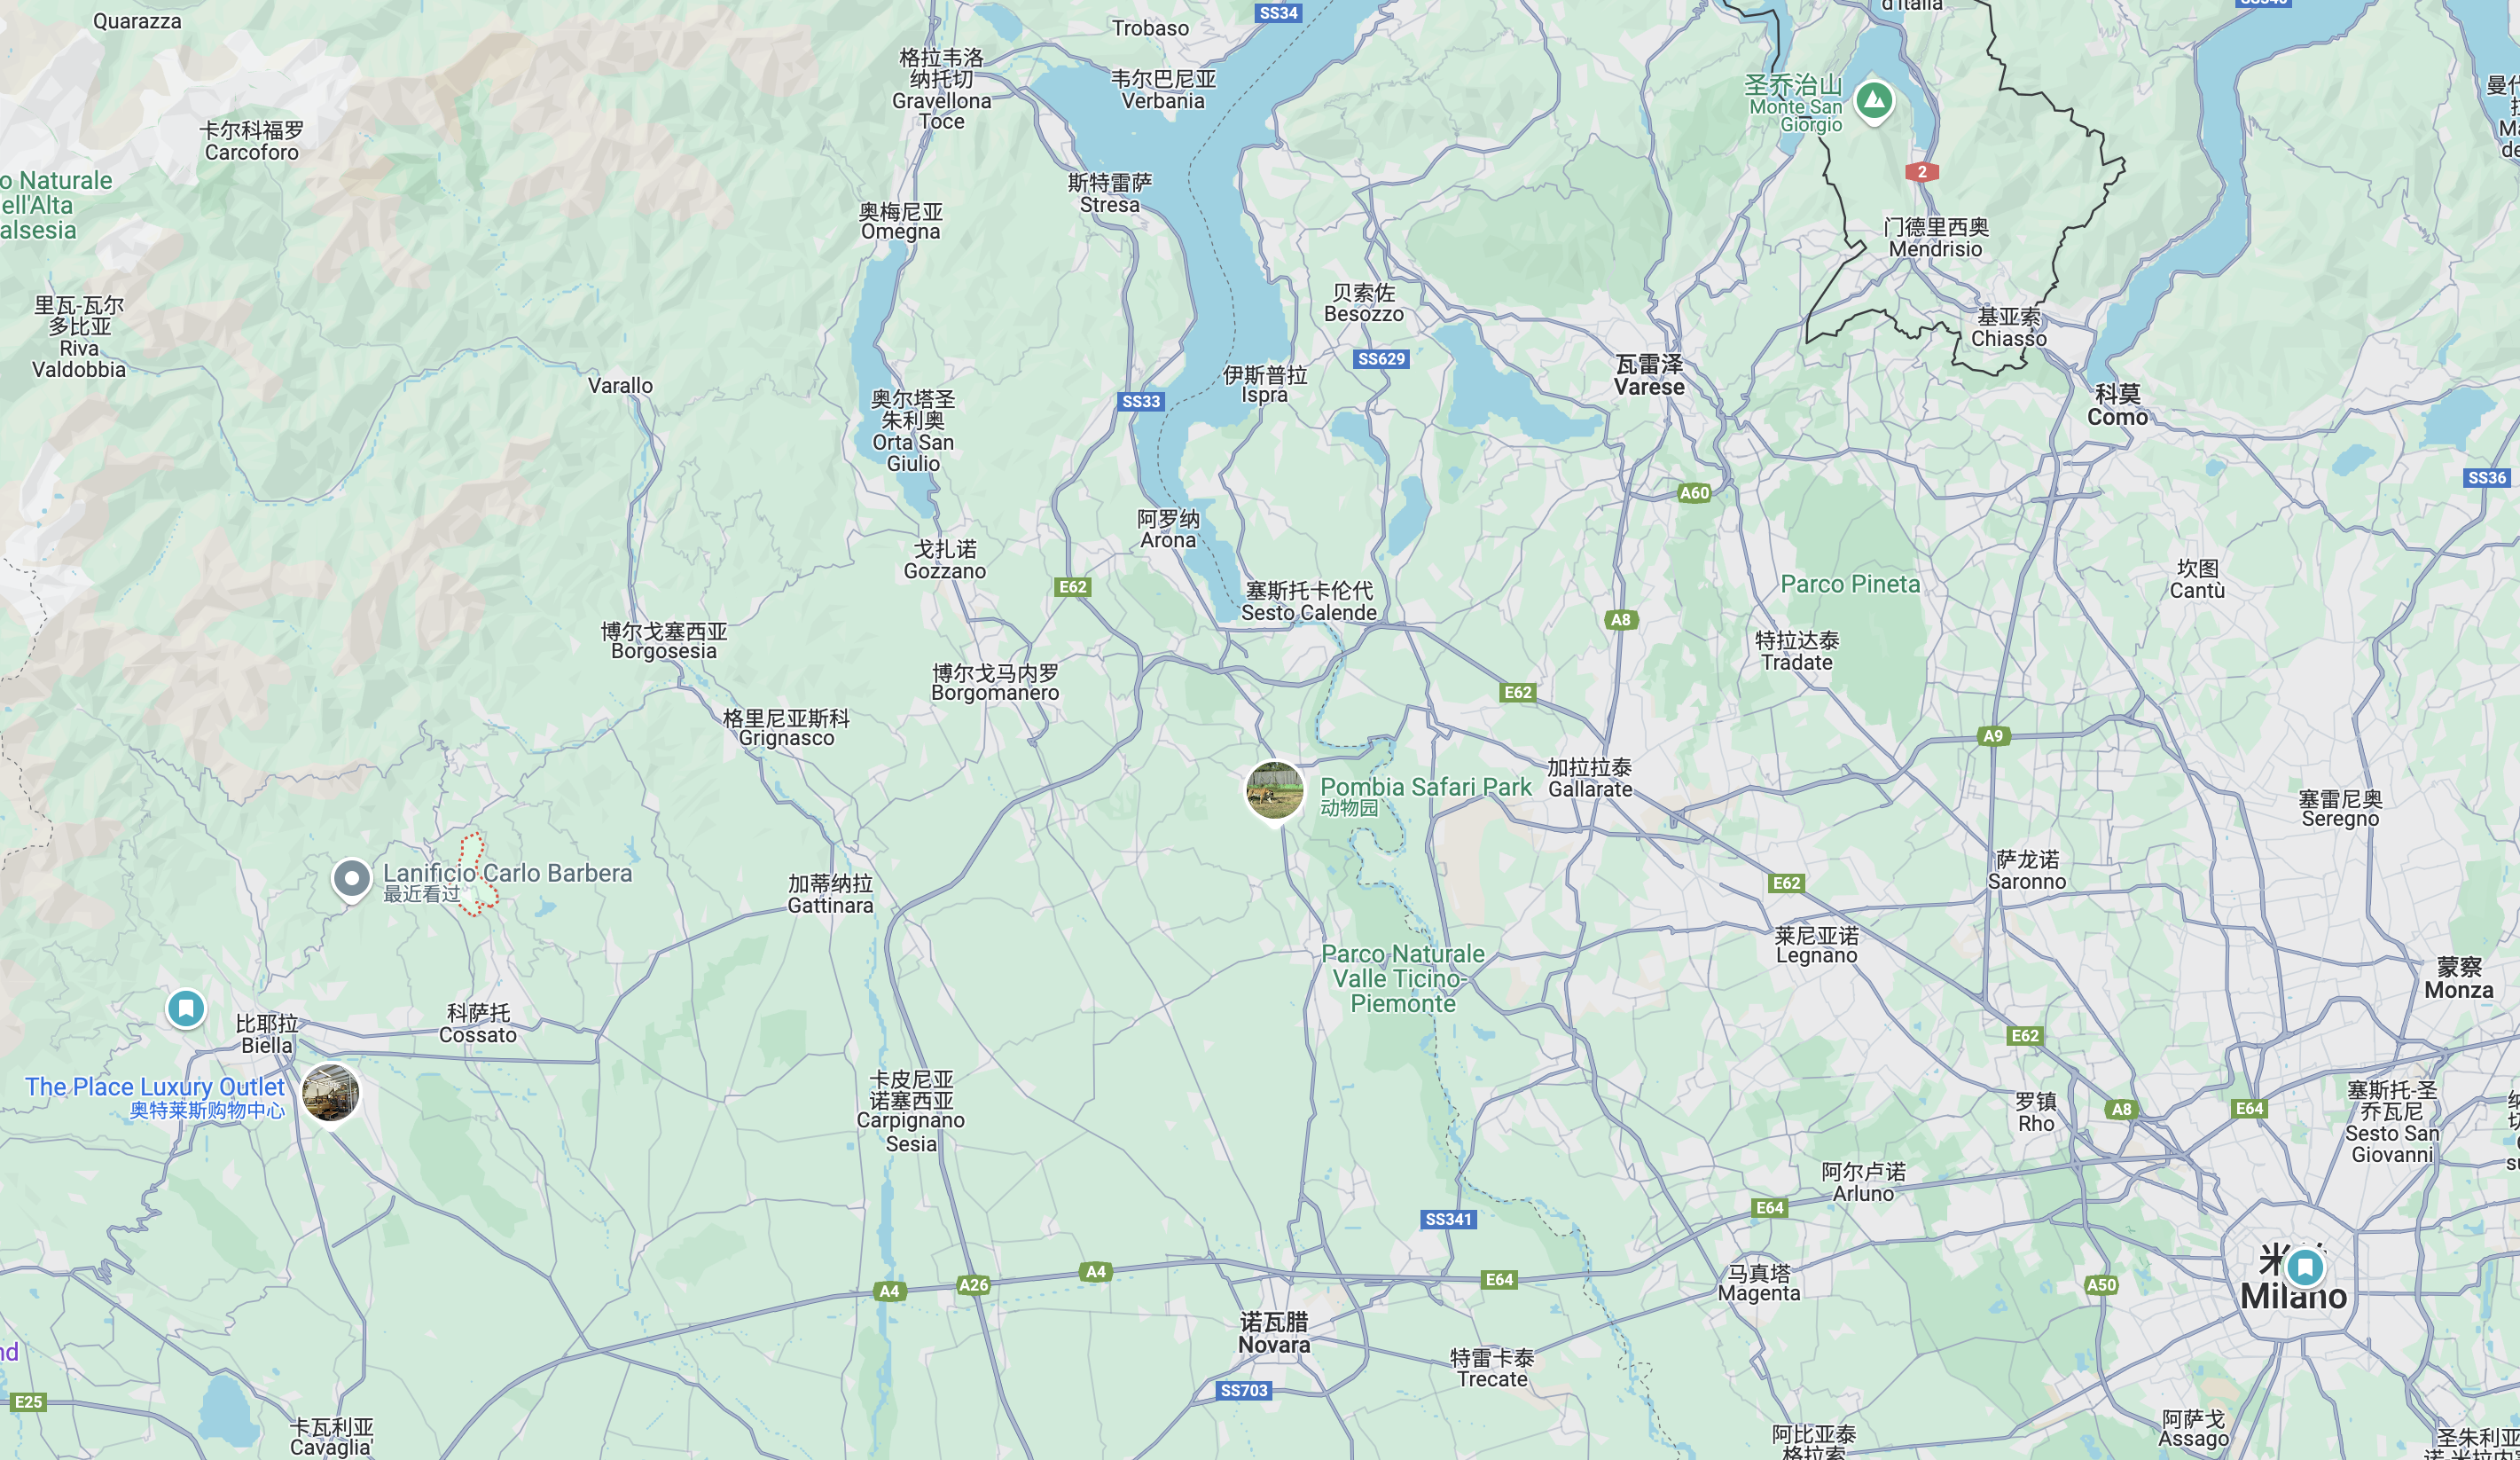 Quarazza
Trobaso
SS34
d'Italia
格拉韦洛
纳托切
Gravellona
Toce
韦尔巴尼亚
Verbania
圣乔治山
Monte San
Giorgio
卡尔科福罗
Carcoforo
2
o Naturale
ell'Alta
alsesia
斯特雷萨
Stresa
奥梅尼亚
Omegna
门德里西奥
Mendrisio
里瓦-瓦尔
多比亚
Riva
Valdobbia
贝索佐
Besozzo
基亚索
Chiasso
SS629
Varallo
伊斯普拉
Ispra
瓦雷泽
Varese
SS33
奥尔塔圣
朱利奥
Orta San
Giulio
科莫
Como
SS36
A60
阿罗纳
Arona
戈扎诺
Gozzano
E62
塞斯托卡伦代
Sesto Calende
Parco Pineta
坎图
Cantù
A8
博尔戈塞西亚
Borgosesia
特拉达泰
Tradate
博尔戈马内罗
Borgomanero
E62
格里尼亚斯科
Grignasco
A9
Pombia Safari Park
动物园
加拉拉泰
Gallarate
塞雷尼奥
Seregno
Lanificio Carlo Barbera
最近看过
加蒂纳拉
Gattinara
E62
萨龙诺
Saronno
莱尼亚诺
Legnano
Parco Naturale
Valle Ticino-
Piemonte
蒙察
Monza
比耶拉
Biella
科萨托
Cossato
E62
The Place Luxury Outlet
奥特莱斯购物中心
卡皮尼亚
诺塞西亚
Carpignano
Sesia
罗镇
Rho
A8
E64
塞斯托-圣
乔瓦尼
Sesto San
Giovanni
阿尔卢诺
Arluno
E64
SS341
A4
A26
A4
E64
马真塔
Magenta
A50
Milano
诺瓦腊
Novara
特雷卡泰
Trecate
SS703
nd
E25
卡瓦利亚
Cavaglia'
阿萨戈
Assago
阿比亚泰
格拉索
圣朱利亚